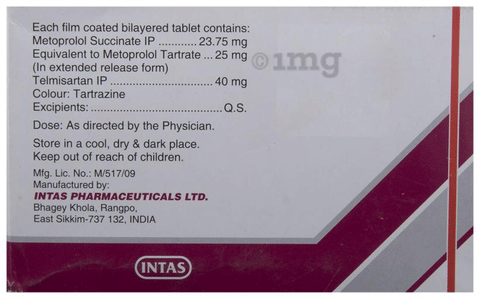 Each film coated bilayered tablet contains:
Metoprolol Succinate IP ............ 23.75 mg
Equivalent to Metoprolol Tartrate ... 25 mg
(In extended release form)
Telmisartan IP .................................. 40 mg
Colour: Tartrazine
Excipients: ......................................... Q.S.
Dose: As directed by the Physician.
Store in a cool, dry & dark place.
Keep out of reach of children.
Mfg. Lic. No.: M/517/09
Manufactured by:
INTAS PHARMACEUTICALS LTD.
Bhagey Khola, Rangpo,
East Sikkim-737 132, INDIA
INTAS
© 1mg